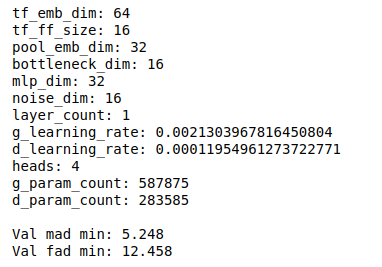 tf_emb_dim: 64
tf_ff_size: 16
pool_emb_dim: 32
bottleneck_dim: 16
mlp_dim: 32
noise_dim: 16
layer_count: 1
g_learning_rate: 0.0021303967816450804
d_learning_rate: 0.00011954961273722771
heads: 4
g_param_count: 587875
d_param_count: 283585

Val mad min: 5.248
Val fad min: 12.458